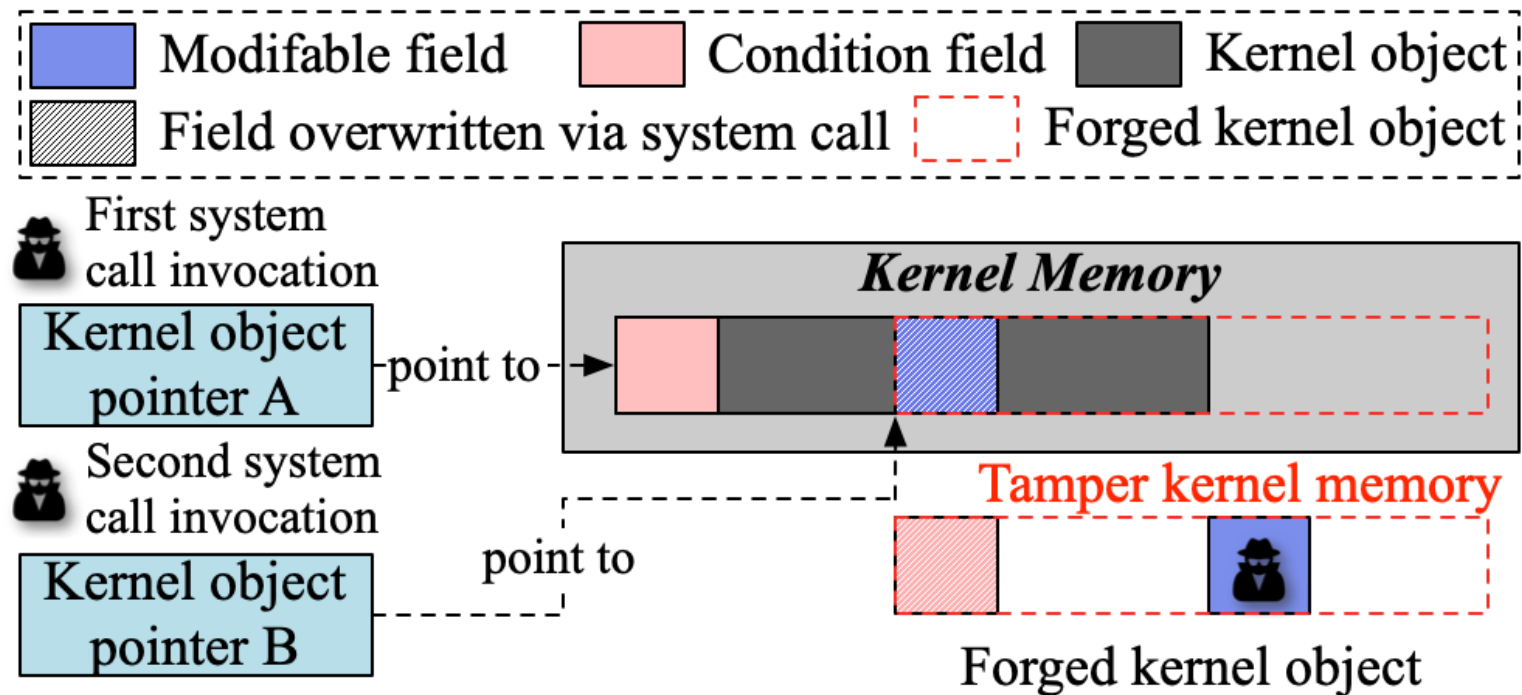 Modifable field
Condition field
Kernel object
Field overwritten via system call
Forged kernel object
First system
call invocation
Kernel Memory
Kernel object
pointer A
point to
Second system
call invocation
Tamper kernel memory
point to
Kernel object
pointer B
Forged kernel object